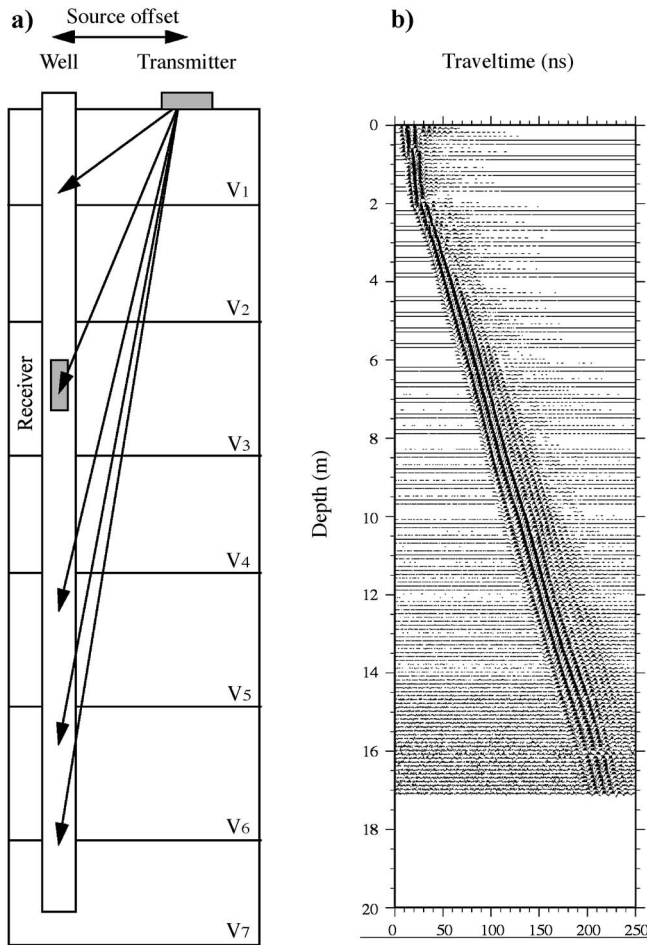 a)
Source offset
Well
Transmitter
V1
V2
Receiver
V3
V4
V5
V6
V7
b)
Traveltime (ns)
Depth (m)
0
2
4
6
8
10
12
14
16
18
20
0 50 100 150 200 250